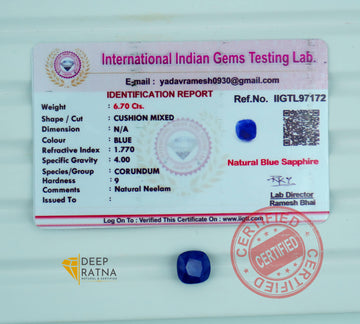 International Indian Gems Testing Lab.
E-mail : yadavramesh0930@gmail.com
IDENTIFICATION REPORT
Ref.No. IIGTL97172
Weight : 6.70 Cts.
Shape / Cut : CUSHION MIXED
Dimension : N/A
Colour : BLUE
Refractive Index : 1.770
Specific Gravity : 4.00
Species/Group : CORUNDUM
Hardness : 9
Comments : Natural Neelam
Issued To :
Natural Blue Sapphire
Lab Director
Ramesh Bhai
Log On To : Verified This Certificate On : www.iigtl.com
CERTIFIED
CERTIFIED
CERTIFIED
DEEP
RATNA